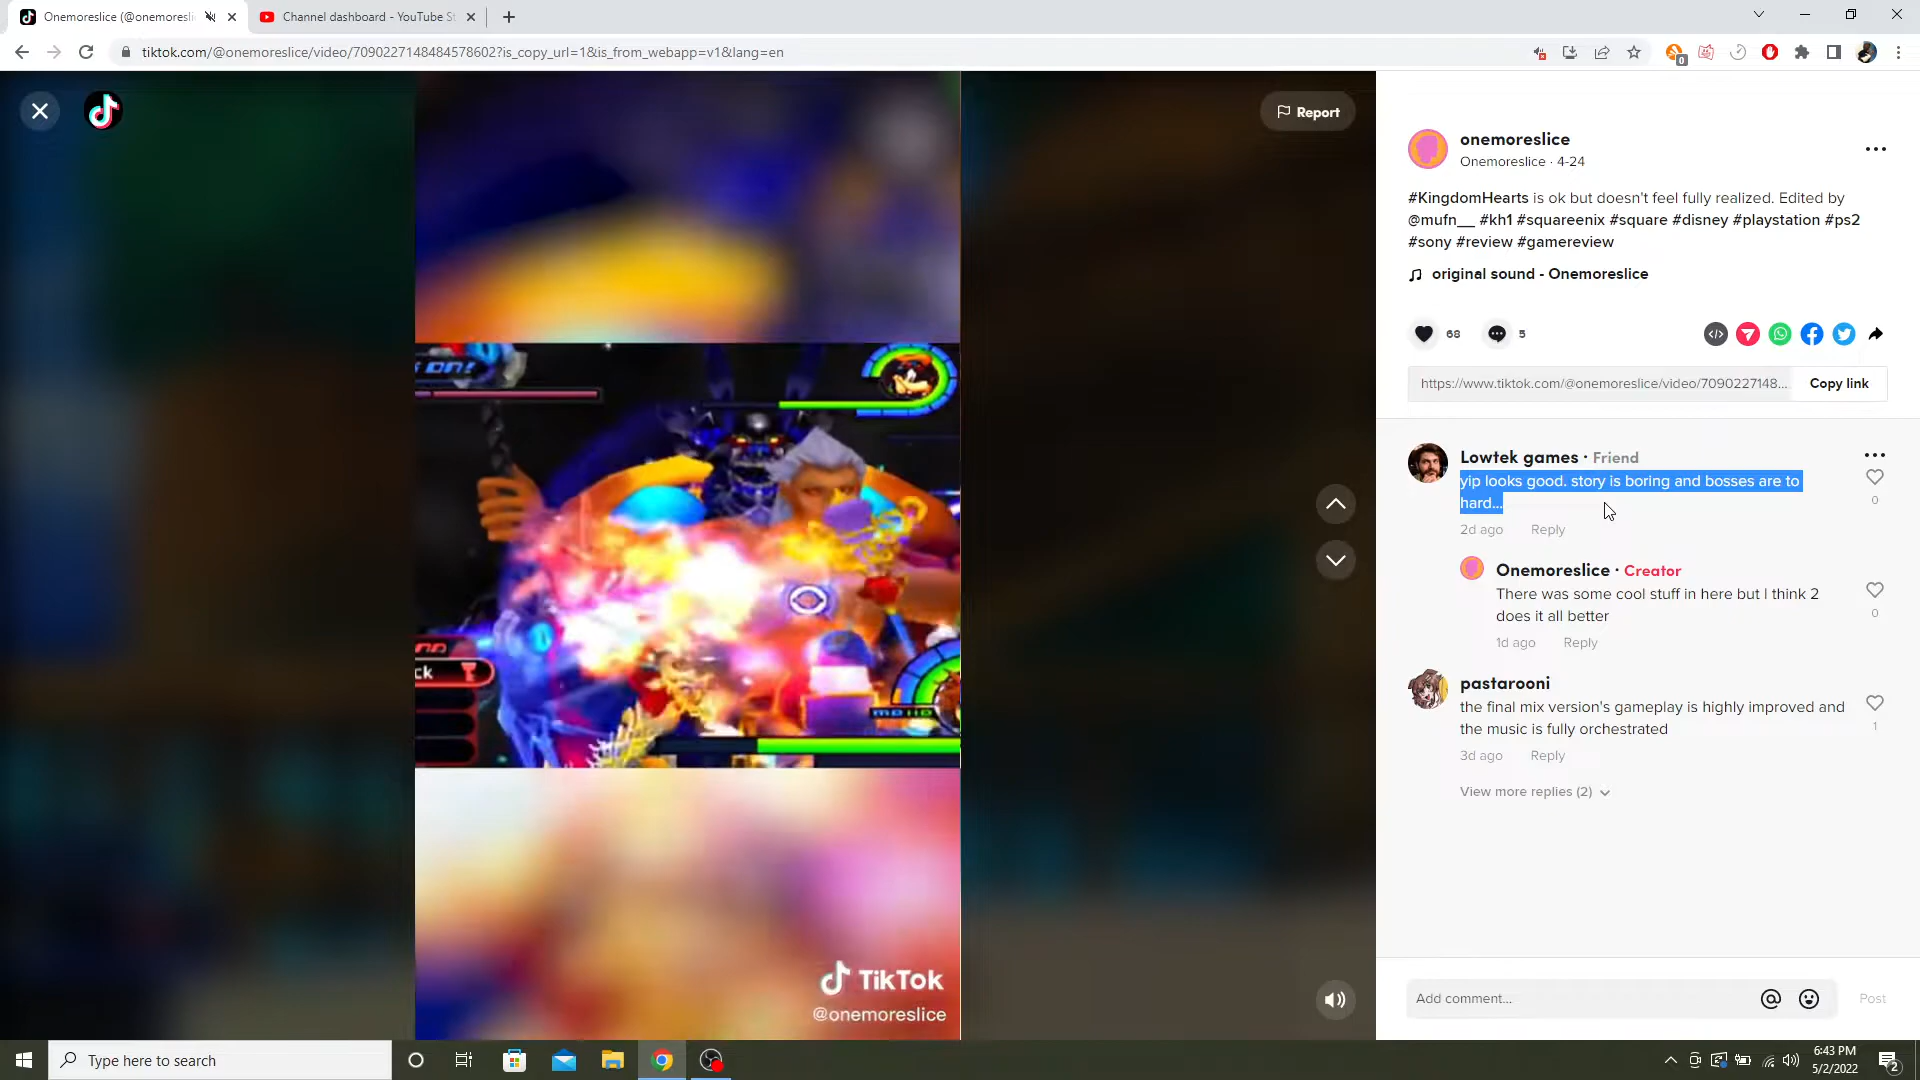 Onemoreslice (@onemoresli
Channel dashboard - YouTube St
tiktok.com/@onemoreslice/video/7090227148484578602?is_copy_url=1&is_from_webapp=v1&lang=en
0
Report
onemoreslice
Onemoreslice · 4-24
#KingdomHearts is ok but doesn't feel fully realized. Edited by
@mufn__ #kh1 #squareenix #square #disney #playstation #ps2
#sony #review #gamereview
original sound - Onemoreslice
68
5
https://www.tiktok.com/@onemoreslice/video/7090227148...
Copy link
Lowtek games · Friend
yip looks good. story is boring and bosses are to
hard...
0
2d ago Reply
Onemoreslice · Creator
There was some cool stuff in here but I think 2
does it all better
0
1d ago Reply
pastarooni
the final mix version's gameplay is highly improved and
the music is fully orchestrated
1
3d ago Reply
View more replies (2)
ON!
ck
TikTok
@onemoreslice
Add comment...
Post
Type here to search
6:43 PM
5/2/2022
2